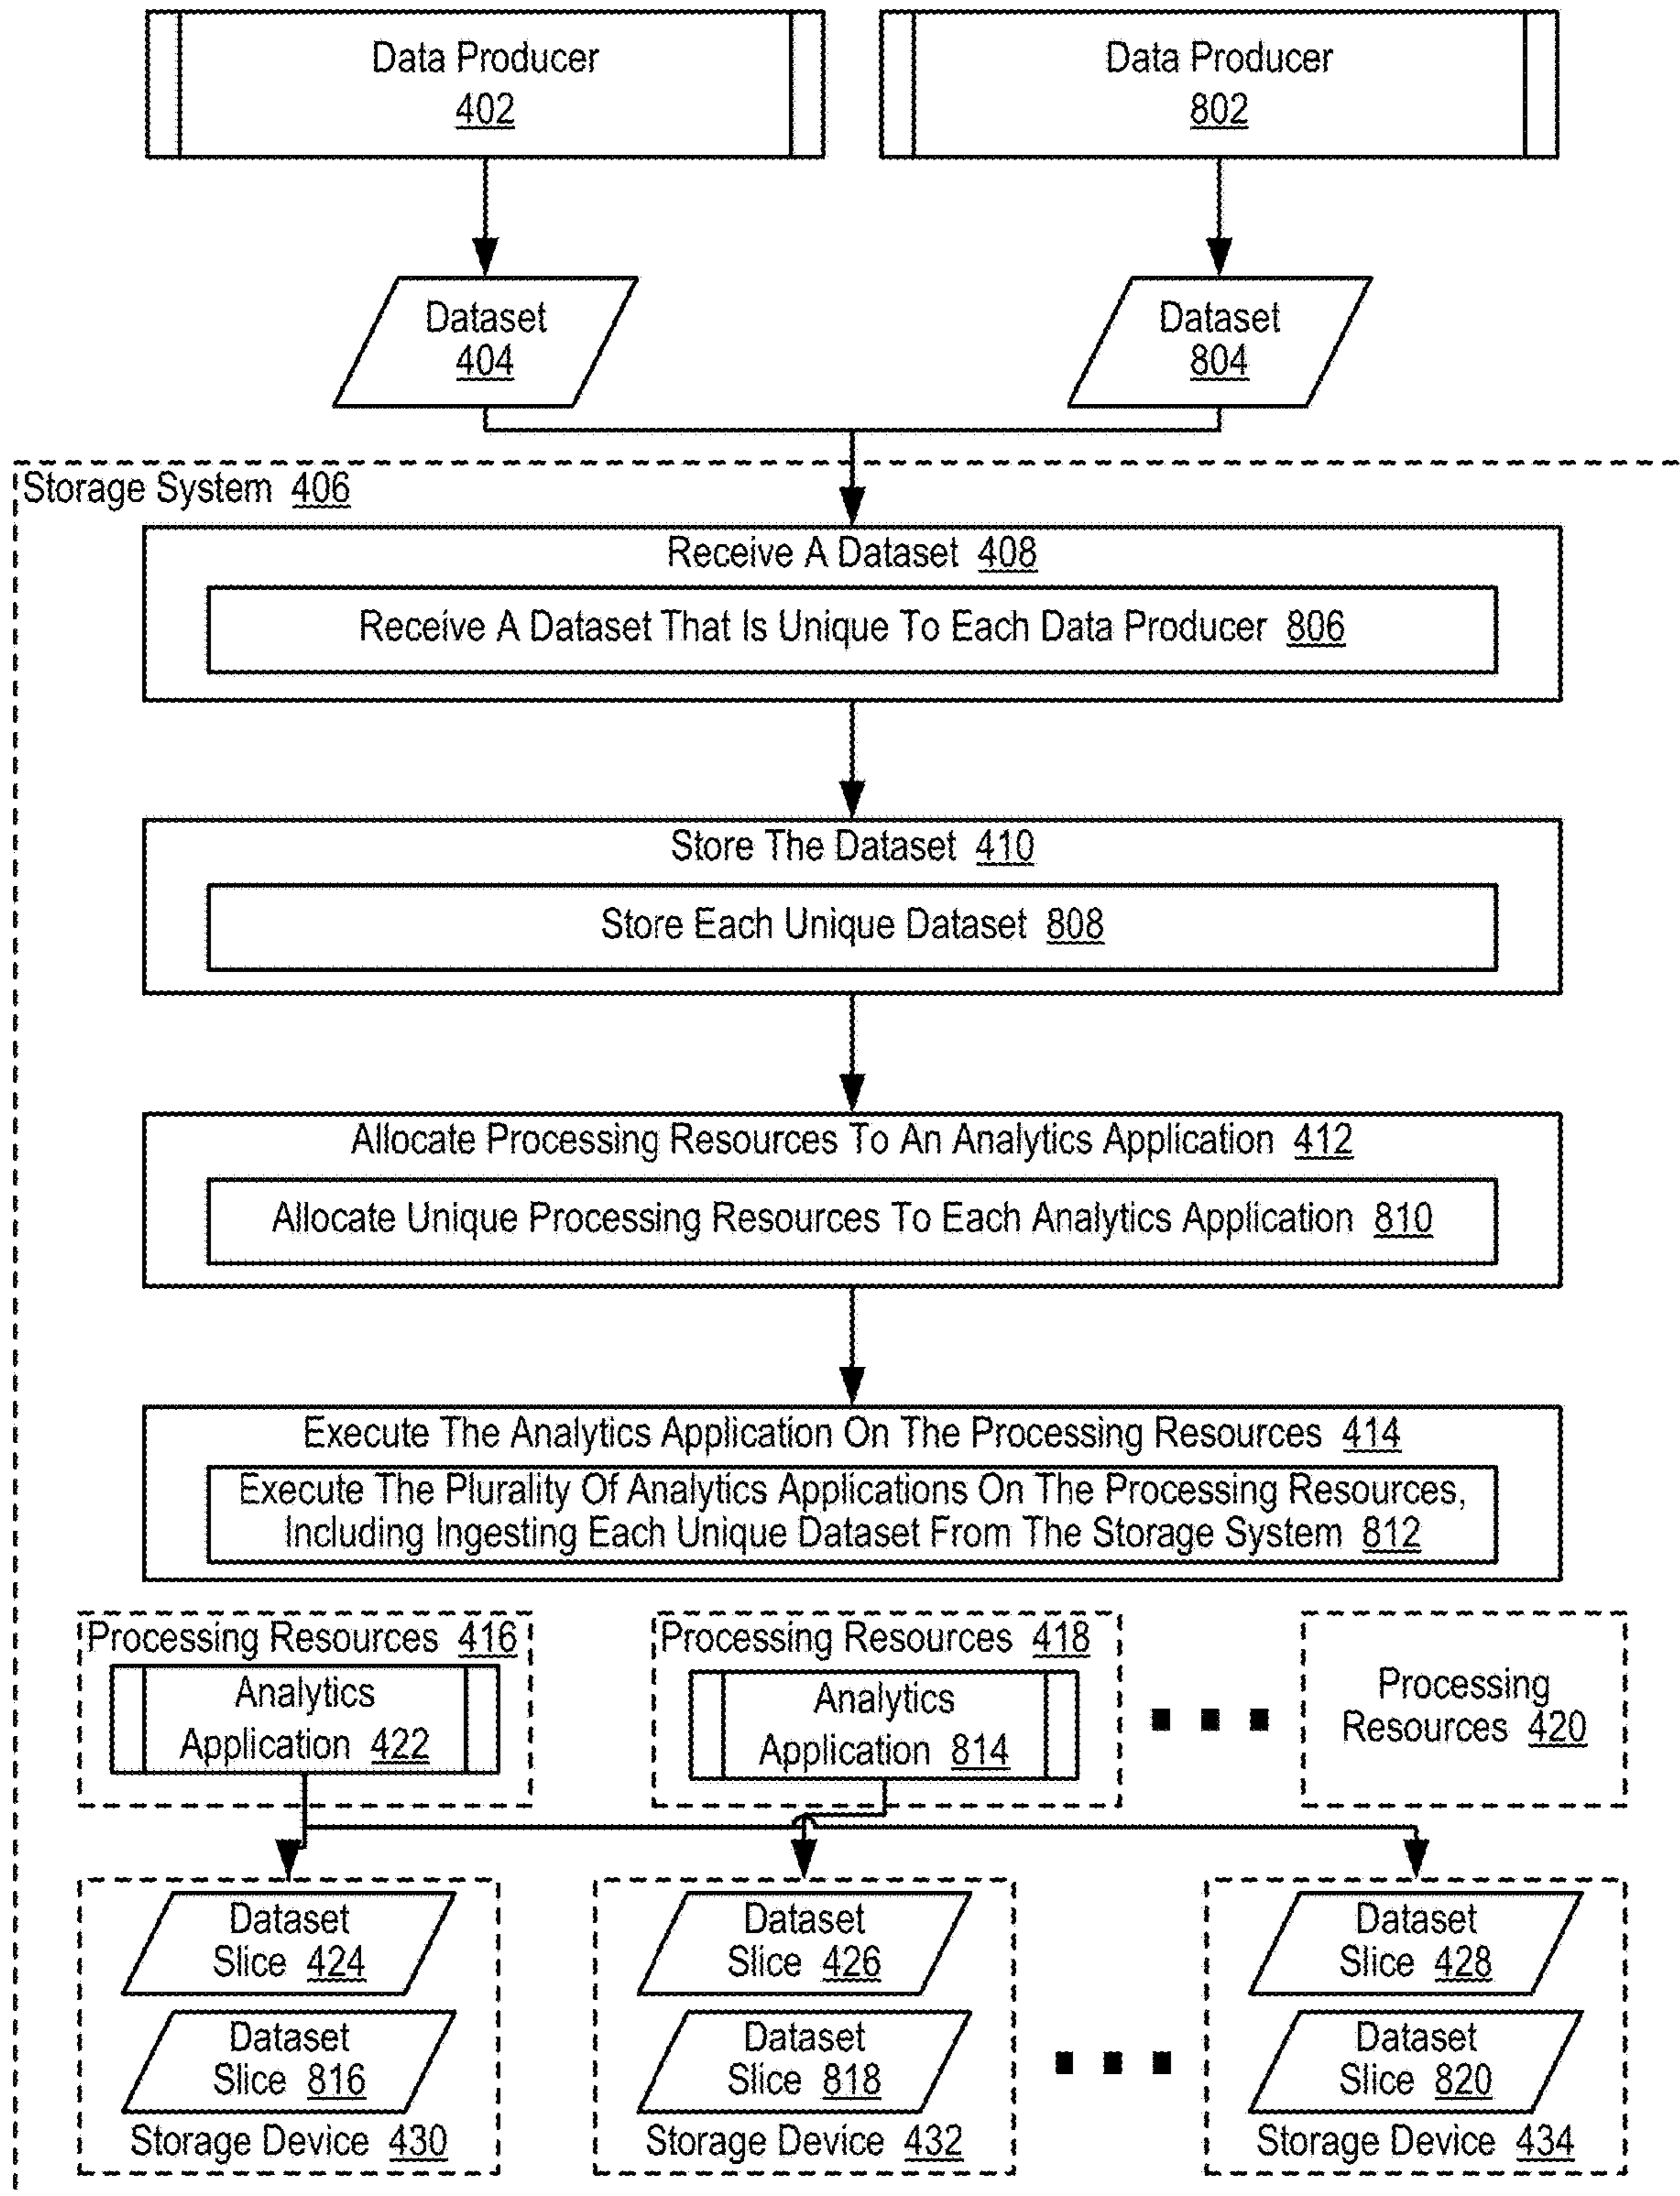 Data Producer
402
Data Producer
802
Dataset
404
Dataset
804
Storage System 406
Receive A Dataset 408
Receive A Dataset That Is Unique To Each Data Producer 806
Store The Dataset 410
Store Each Unique Dataset 808
Allocate Processing Resources To An Analytics Application 412
Allocate Unique Processing Resources To Each Analytics Application 810
Execute The Analytics Application On The Processing Resources 414
Execute The Plurality Of Analytics Applications On The Processing Resources,
Including Ingesting Each Unique Dataset From The Storage System 812
Processing Resources 416
Analytics
Application 422
Processing Resources 418
Analytics
Application 814
Processing
Resources 420
Dataset
Slice 424
Dataset
Slice 816
Storage Device 430
Dataset
Slice 426
Dataset
Slice 818
Storage Device 432
Dataset
Slice 428
Dataset
Slice 820
Storage Device 434